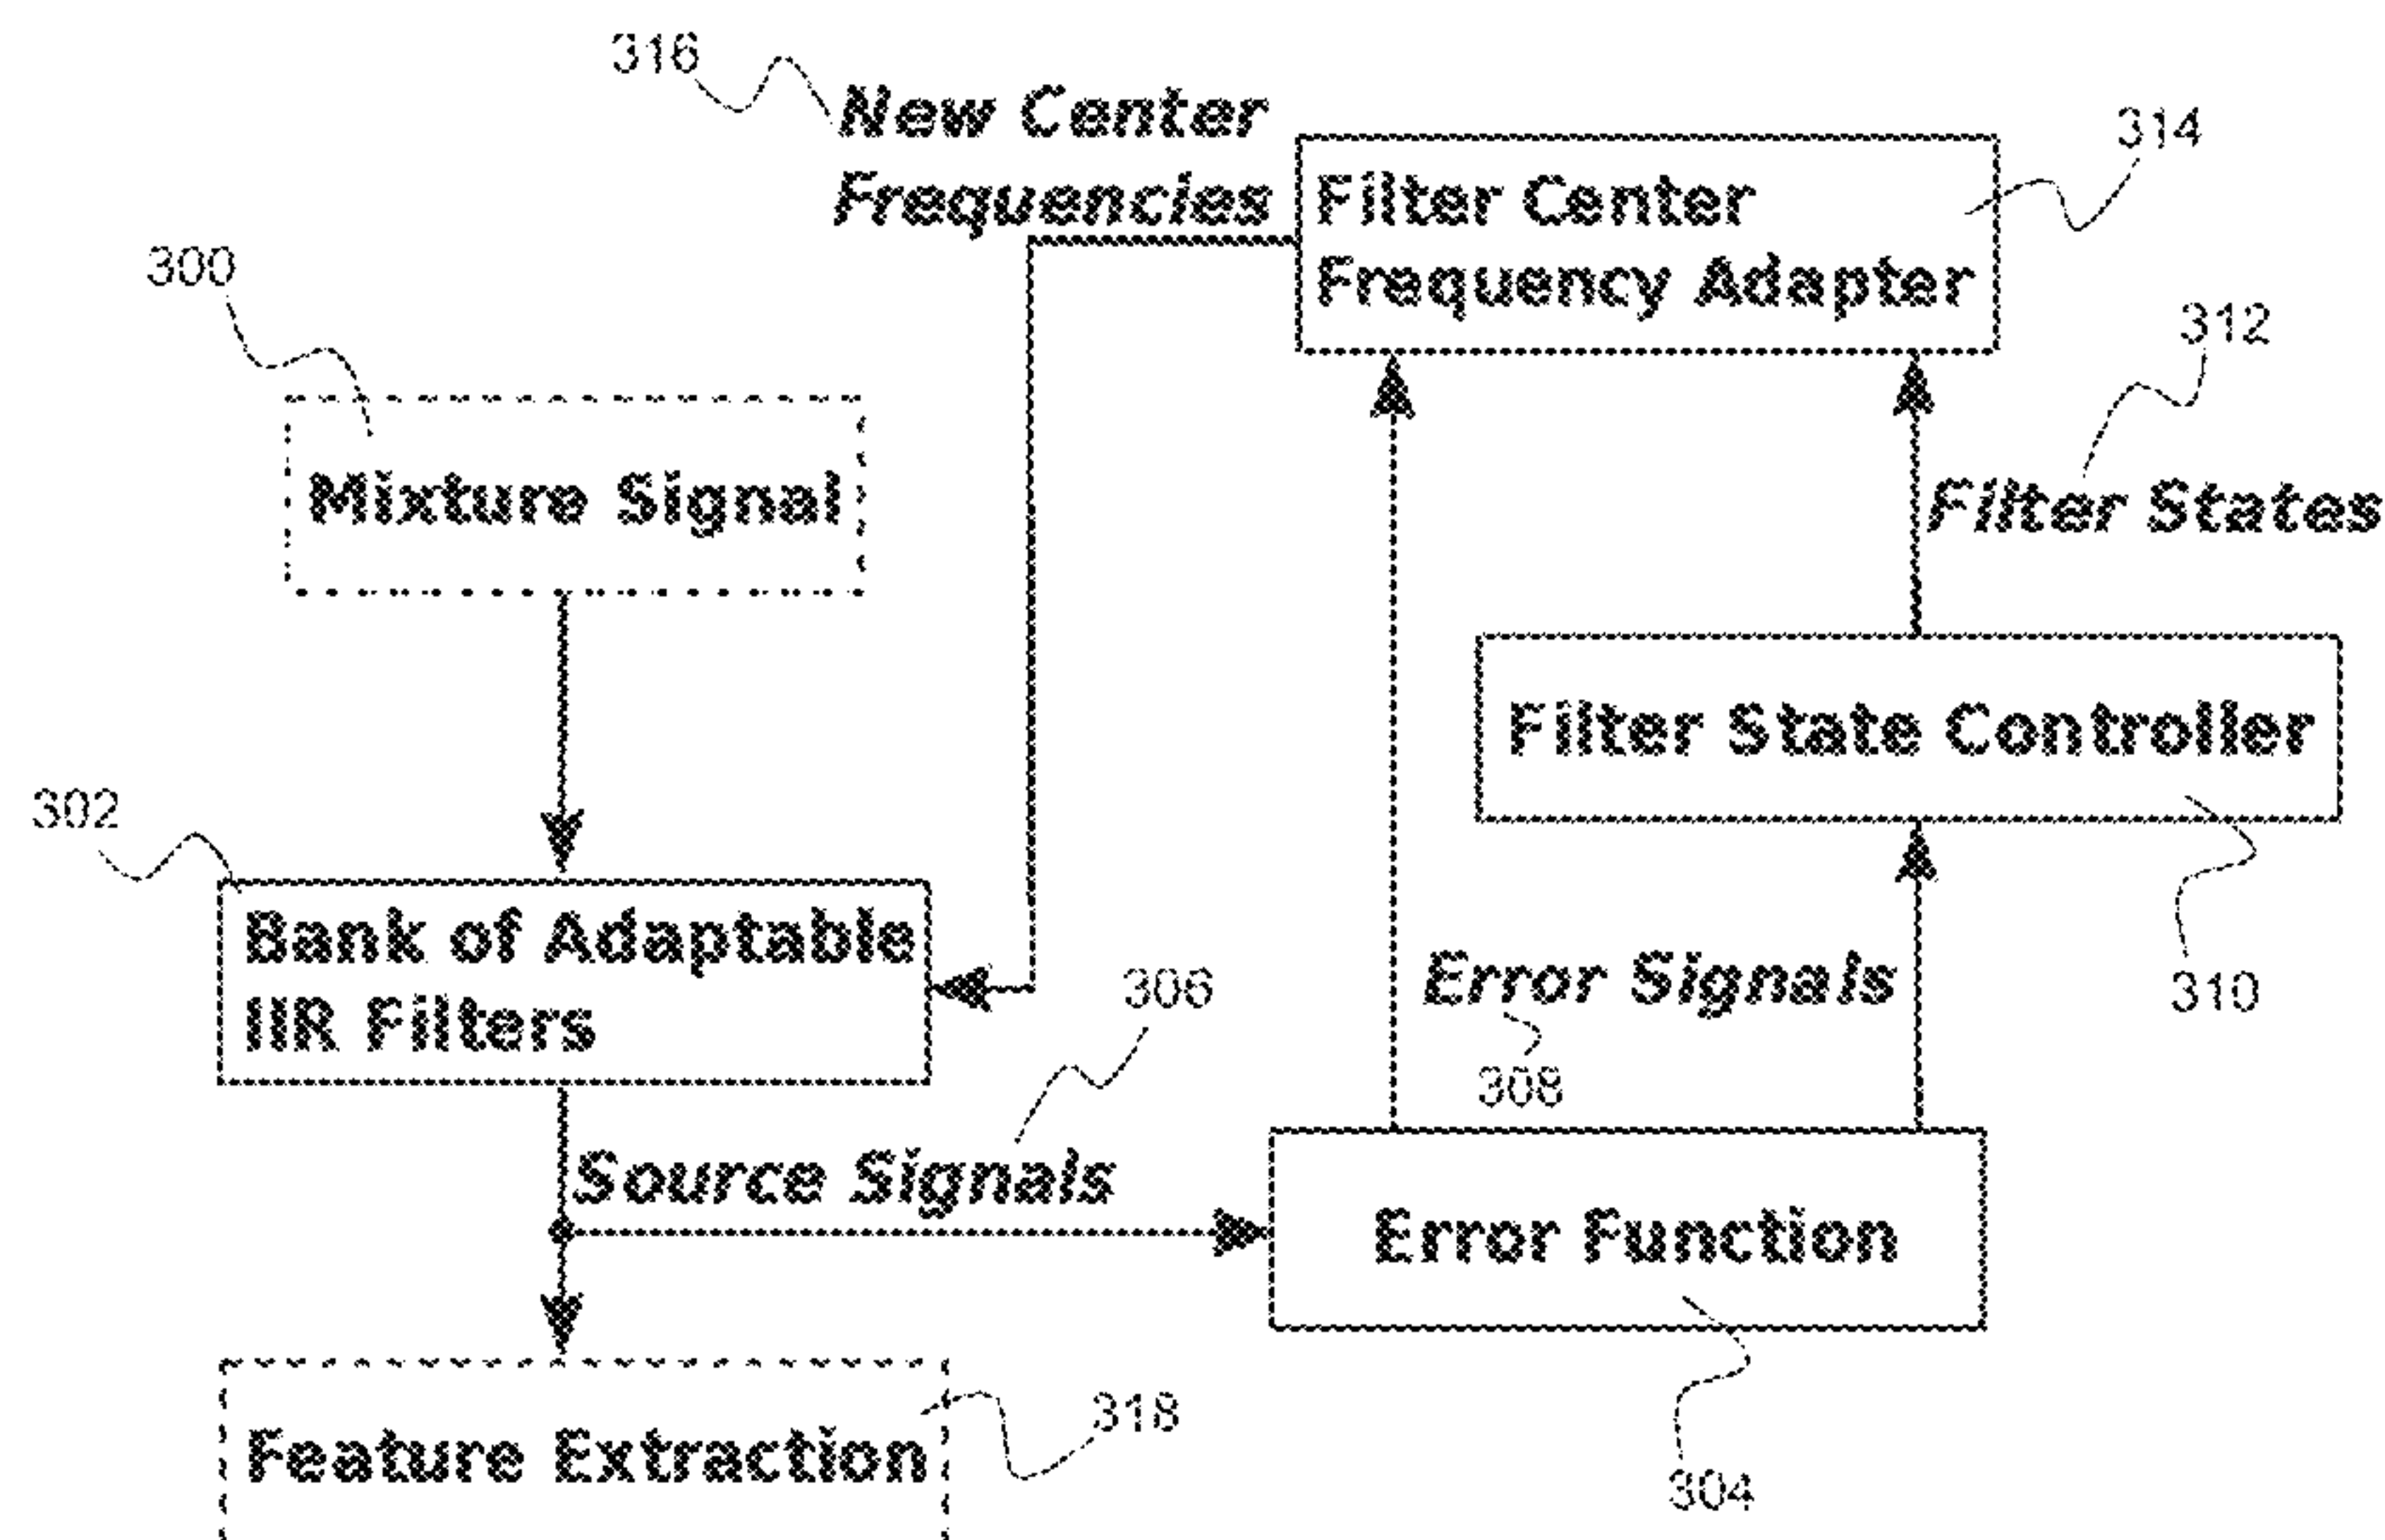 316
New Center
Frequencies
314
Filter Center
Frequency Adapter
300
312
Mixture Signal
Filter States
Filter State Controller
302
Bank of Adaptable
IIR Filters
306
Error Signals
310
308
Source Signals
Error Function
318
Feature Extraction
304